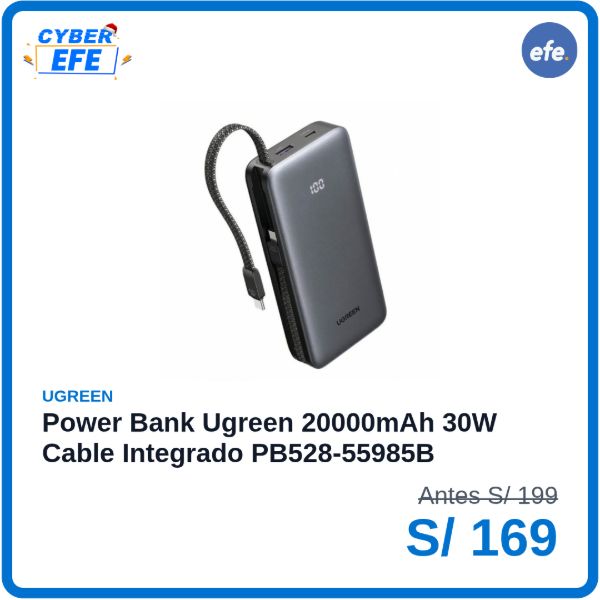 CYBER
EFE
efe.
100
UGREEN
UGREEN
Power Bank Ugreen 20000mAh 30W
Cable Integrado PB528-55985B
Antes S/ 199
S/ 169